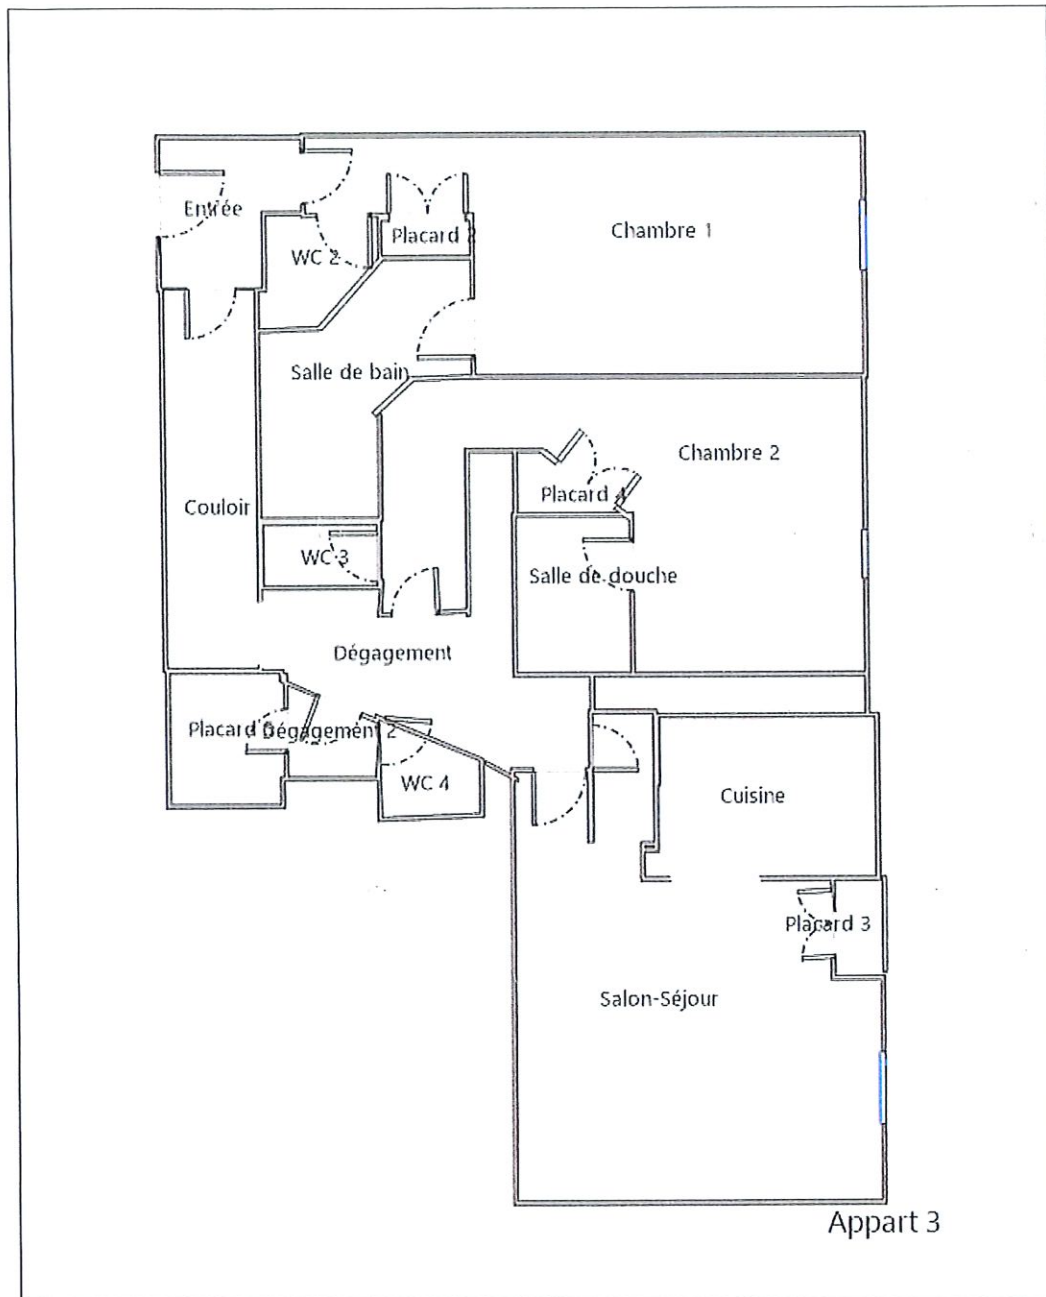 Entrée
WC 2
Placard 2
Chambre 1
Salle de bain
Chambre 2
Placard 4
Couloir
WC 3
Salle de douche
Dégagement
Placard
Dégagement 2
WC 4
Cuisine
Placard 3
Salon-Séjour
Appart 3